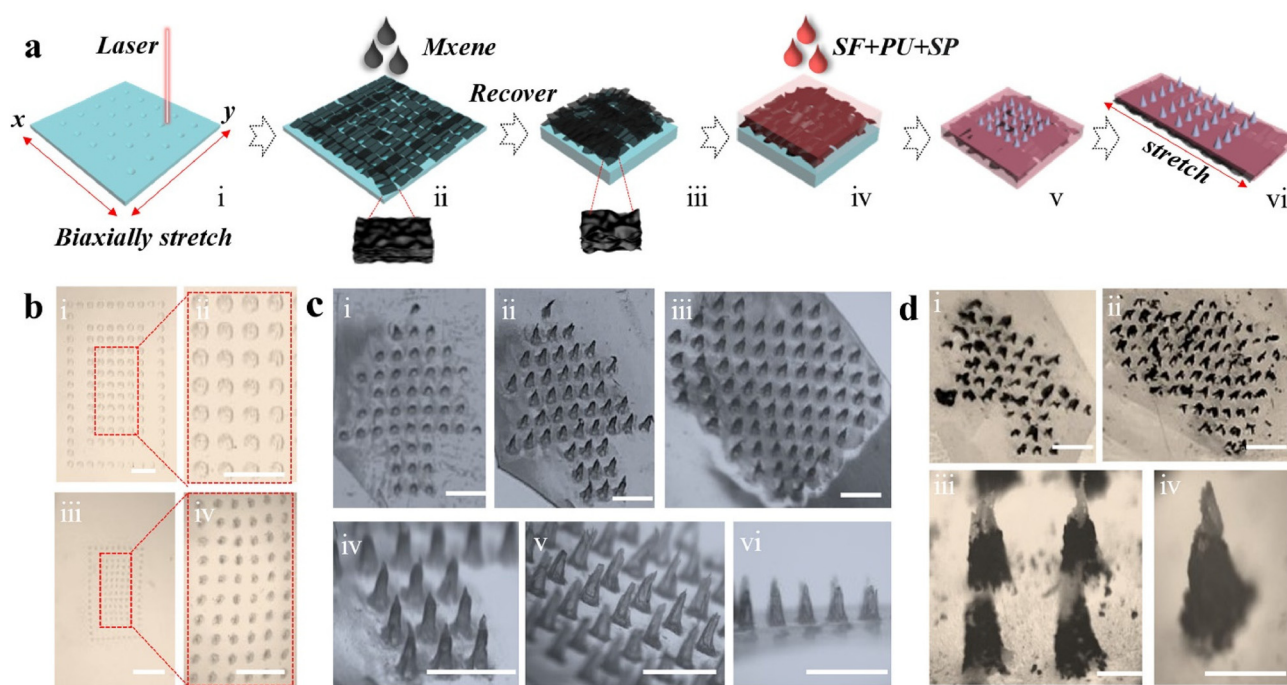 a
Laser
x
y
Biaxially stretch
i
Mxene
ii
Recover
iii
SF+PU+SP
iv
v
stretch
vi
b
i
ii
iii
iv
c
i
ii
iii
iv
v
vi
d
i
ii
iii
iv